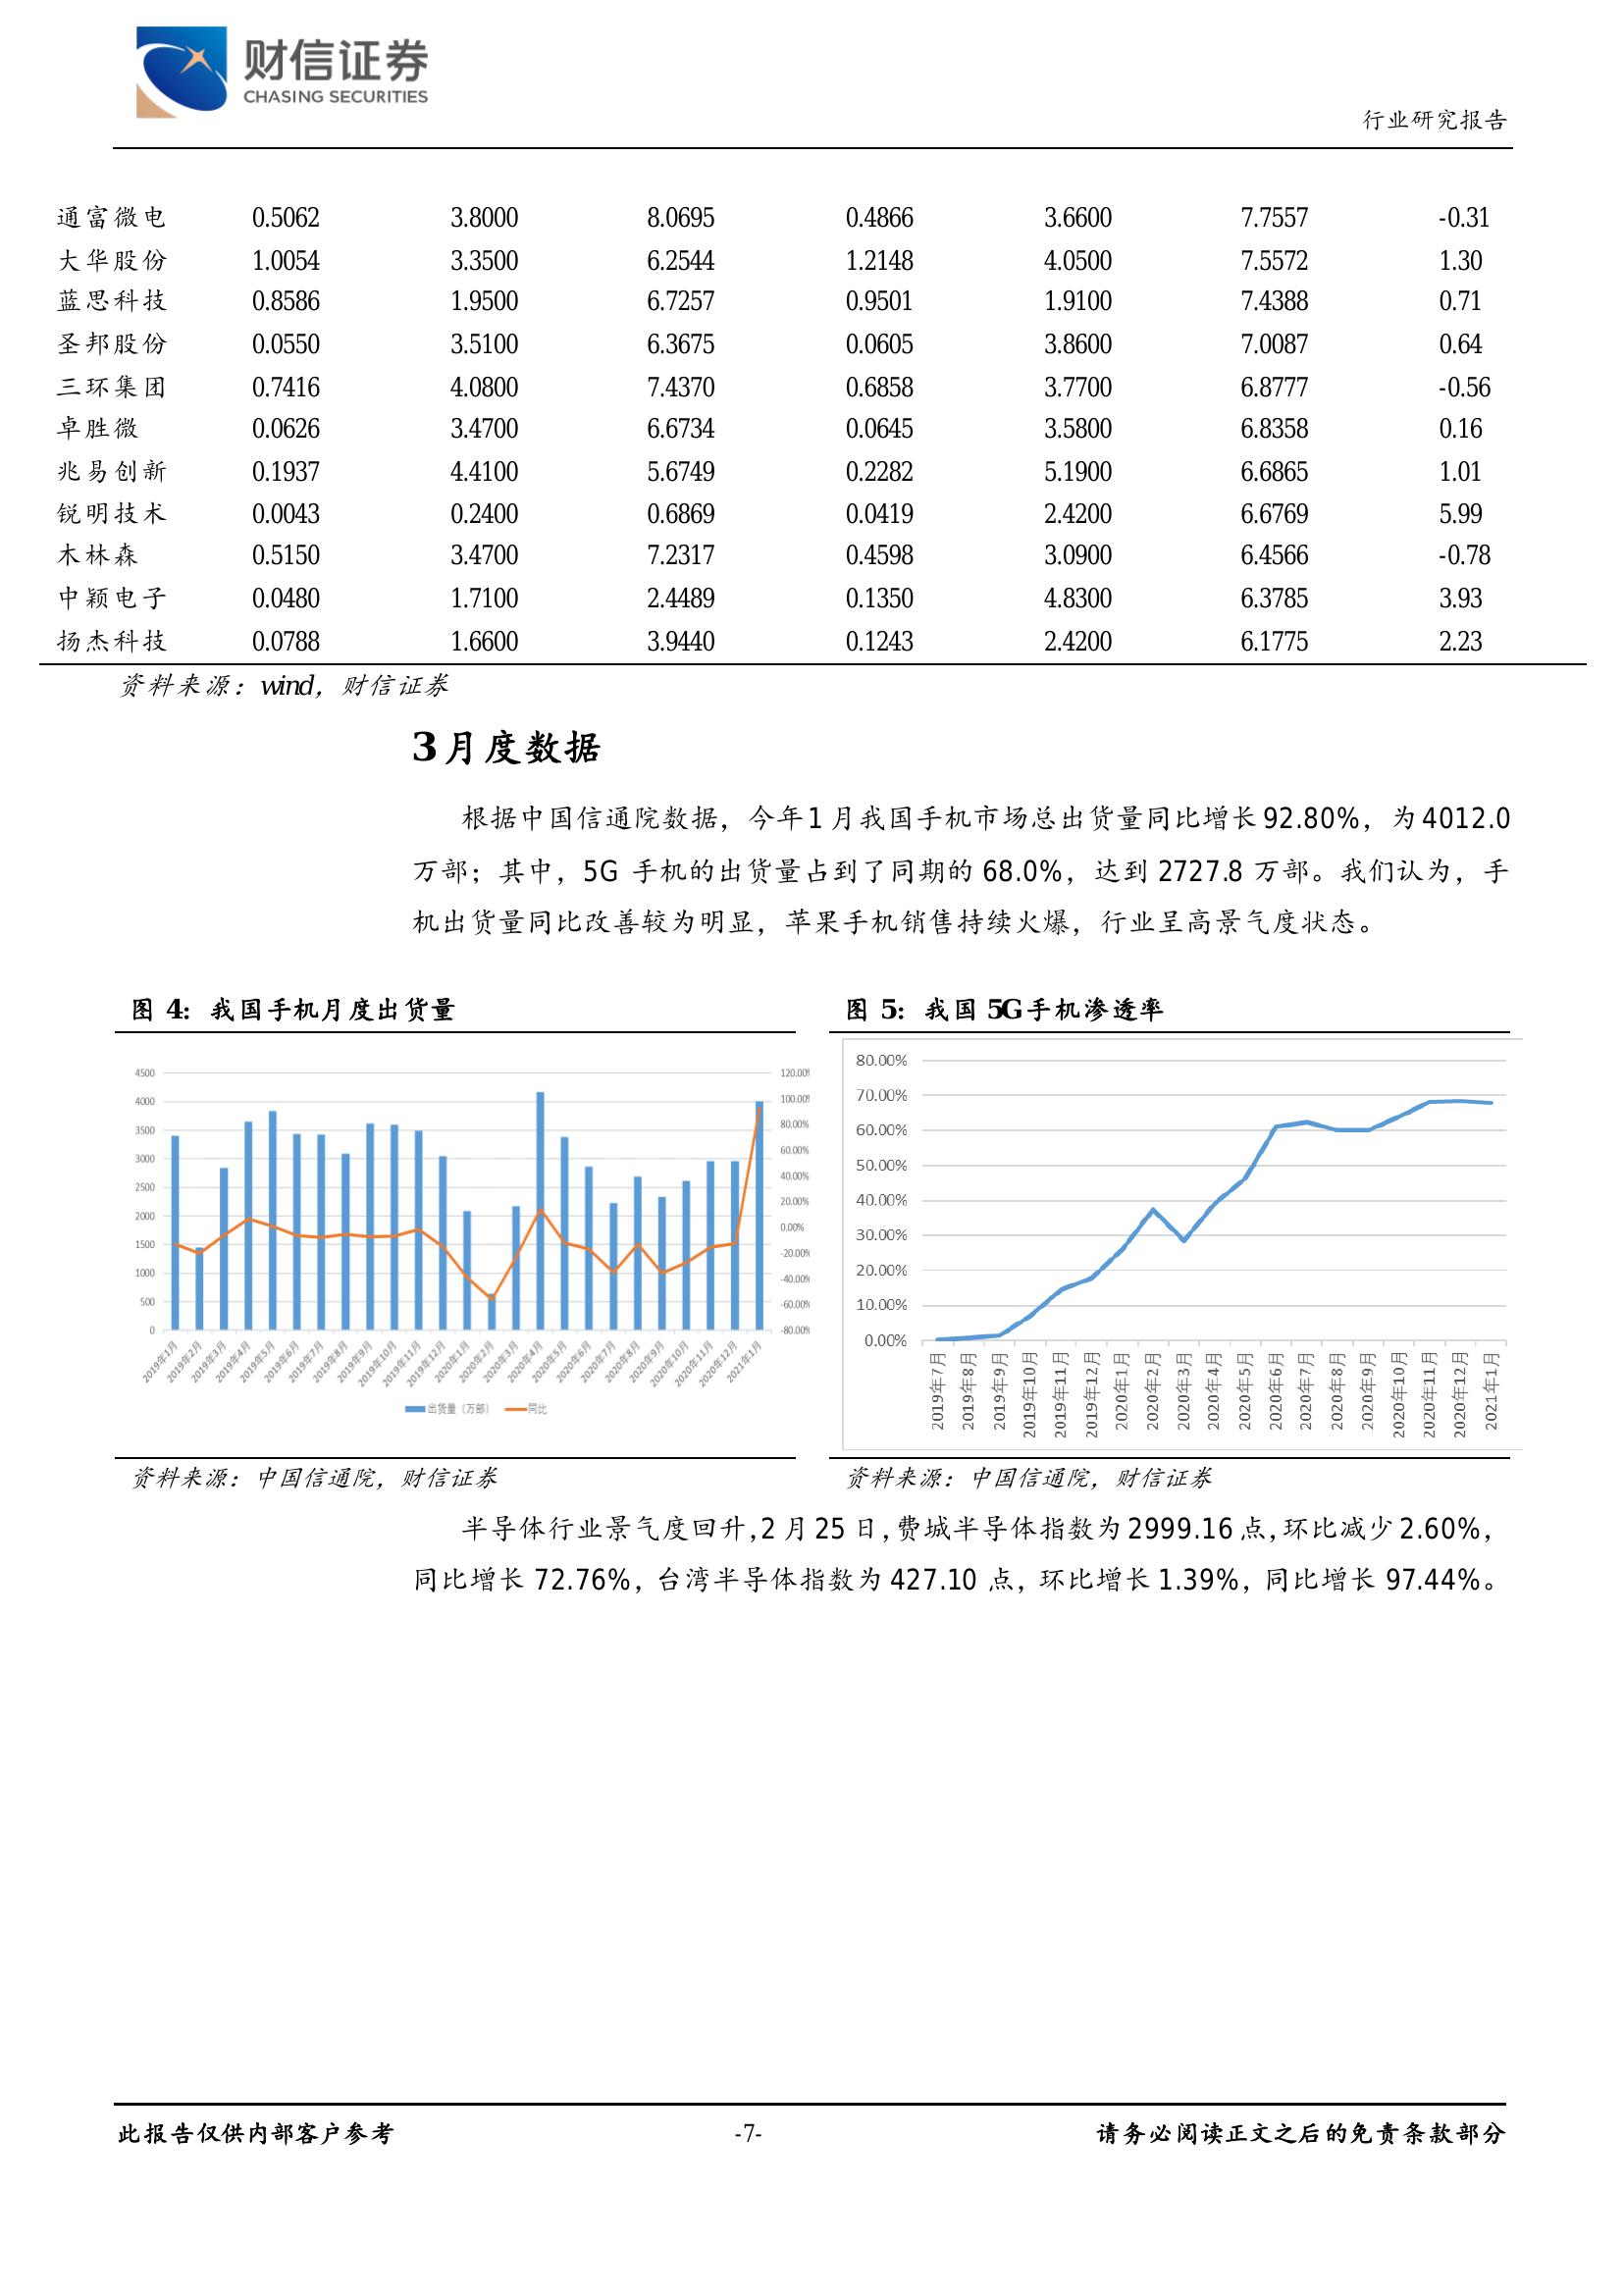 财信证券
CHASING SECURITIES
行业研究报告
通富微电 0.5062 3.8000 8.0695 0.4866 3.6600 7.7557 -0.31
大华股份 1.0054 3.3500 6.2544 1.2148 4.0500 7.5572 1.30
蓝思科技 0.8586 1.9500 6.7257 0.9501 1.9100 7.4388 0.71
圣邦股份 0.0550 3.5100 6.3675 0.0605 3.8600 7.0087 0.64
三环集团 0.7416 4.0800 7.4370 0.6858 3.7700 6.8777 -0.56
卓胜微 0.0626 3.4700 6.6734 0.0645 3.5800 6.8358 0.16
兆易创新 0.1937 4.4100 5.6749 0.2282 5.1900 6.6865 1.01
锐明技术 0.0043 0.2400 0.6869 0.0419 2.4200 6.6769 5.99
木林森 0.5150 3.4700 7.2317 0.4598 3.0900 6.4566 -0.78
中颖电子 0.0480 1.7100 2.4489 0.1350 4.8300 6.3785 3.93
扬杰科技 0.0788 1.6600 3.9440 0.1243 2.4200 6.1775 2.23
资料来源：wind，财信证券
3月度数据
根据中国信通院数据，今年1月我国手机市场总出货量同比增长92.80%，为4012.0
万部；其中，5G 手机的出货量占到了同期的 68.0%，达到 2727.8 万部。我们认为，手
机出货量同比改善较为明显，苹果手机销售持续火爆，行业呈高景气度状态。
图 4：我国手机月度出货量
4500
4000
3500
3000
2500
2000
1500
1000
500
0
120.00%
100.00%
80.00%
60.00%
40.00%
20.00%
0.00%
-20.00%
-40.00%
-60.00%
-80.00%
2019年1月
2019年2月
2019年3月
2019年4月
2019年5月
2019年6月
2019年7月
2019年8月
2019年9月
2019年10月
2019年11月
2019年12月
2020年1月
2020年2月
2020年3月
2020年4月
2020年5月
2020年6月
2020年7月
2020年8月
2020年9月
2020年10月
2020年11月
2020年12月
2021年1月
出货量（万部） 同比
资料来源：中国信通院，财信证券
图 5：我国 5G手机渗透率
80.00%
70.00%
60.00%
50.00%
40.00%
30.00%
20.00%
10.00%
0.00%
2019年7月
2019年8月
2019年9月
2019年10月
2019年11月
2019年12月
2020年1月
2020年2月
2020年3月
2020年4月
2020年5月
2020年6月
2020年7月
2020年8月
2020年9月
2020年10月
2020年11月
2020年12月
2021年1月
资料来源：中国信通院，财信证券
半导体行业景气度回升,2 月 25 日,费城半导体指数为 2999.16 点,环比减少 2.60%，
同比增长 72.76%，台湾半导体指数为 427.10 点，环比增长 1.39%，同比增长 97.44%。
此报告仅供内部客户参考 -7- 请务必阅读正文之后的免责条款部分